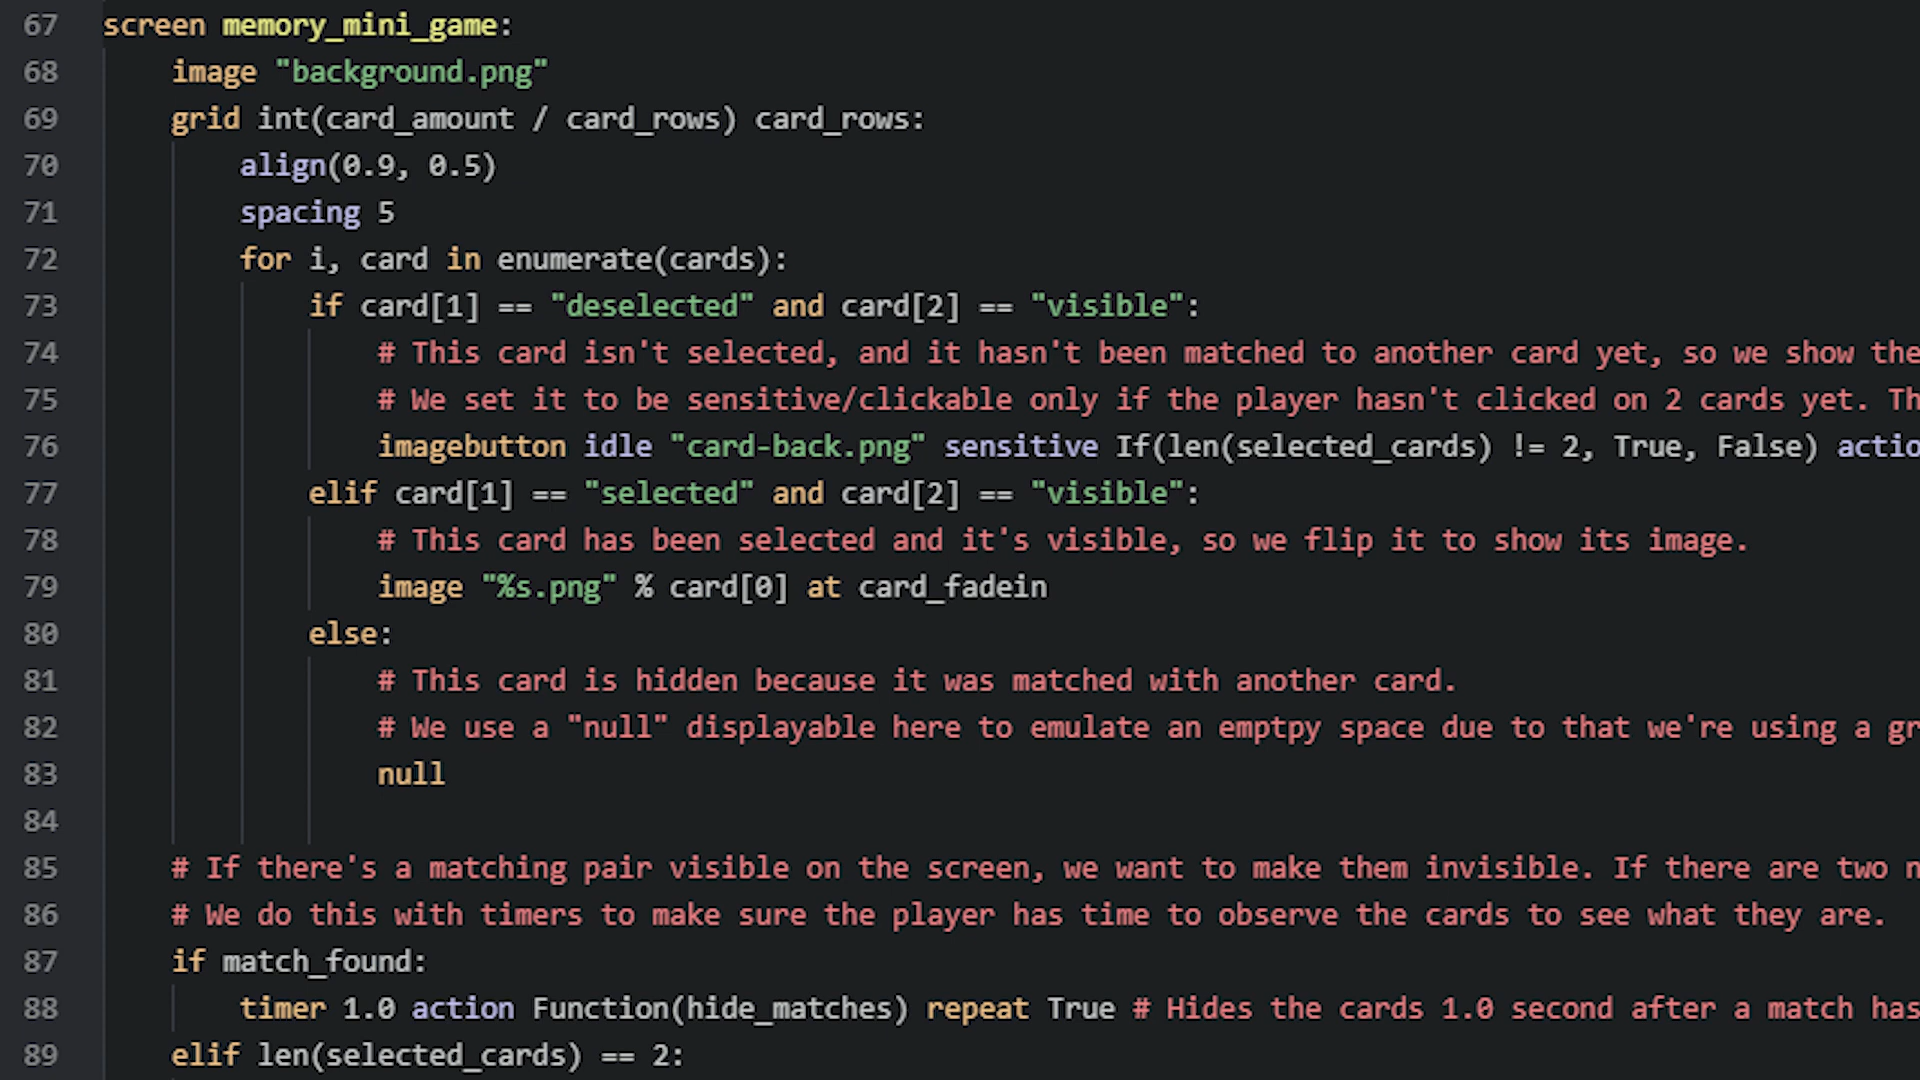 67 screen memory_mini_game:
68 image "background.png"
69 grid int(card_amount / card_rows) card_rows:
70 align(0.9, 0.5)
71 spacing 5
72 for i, card in enumerate(cards):
73 if card[1] == "deselected" and card[2] == "visible":
74 # This card isn't selected, and it hasn't been matched to another card yet, so we show the
75 # We set it to be sensitive/clickable only if the player hasn't clicked on 2 cards yet. Th
76 imagebutton idle "card-back.png" sensitive If(len(selected_cards) != 2, True, False) actio
77 elif card[1] == "selected" and card[2] == "visible":
78 # This card has been selected and it's visible, so we flip it to show its image.
79 image "%s.png" % card[0] at card_fadein
80 else:
81 # This card is hidden because it was matched with another card.
82 # We use a "null" displayable here to emulate an emptpy space due to that we're using a gr
83 null
84
85 # If there's a matching pair visible on the screen, we want to make them invisible. If there are two n
86 # We do this with timers to make sure the player has time to observe the cards to see what they are.
87 if match_found:
88 timer 1.0 action Function(hide_matches) repeat True # Hides the cards 1.0 second after a match has
89 elif len(selected_cards) == 2: